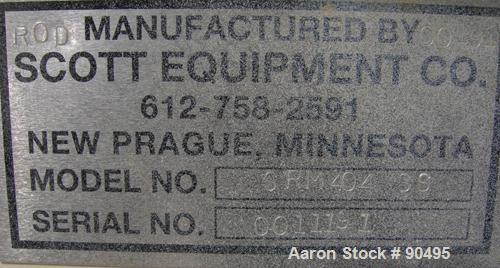 MANUFACTURED BY
SCOTT EQUIPMENT CO.
612-758-2591
NEW PRAGUE, MINNESOTA
MODEL NO.
SERIAL NO.
Aaron Stock # 90495